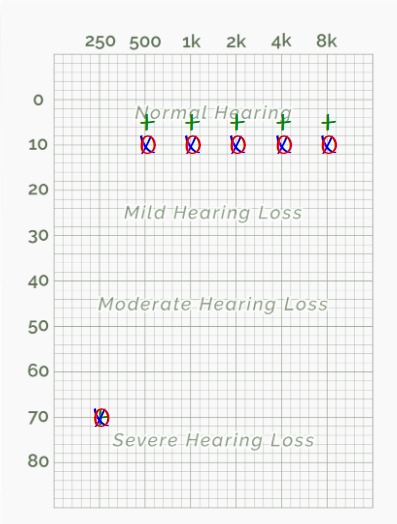 250 500 1k 2k 4k 8k
0
Normal Hearing
10
20
Mild Hearing Loss
30
40
Moderate Hearing Loss
50
60
70
Severe Hearing Loss
80